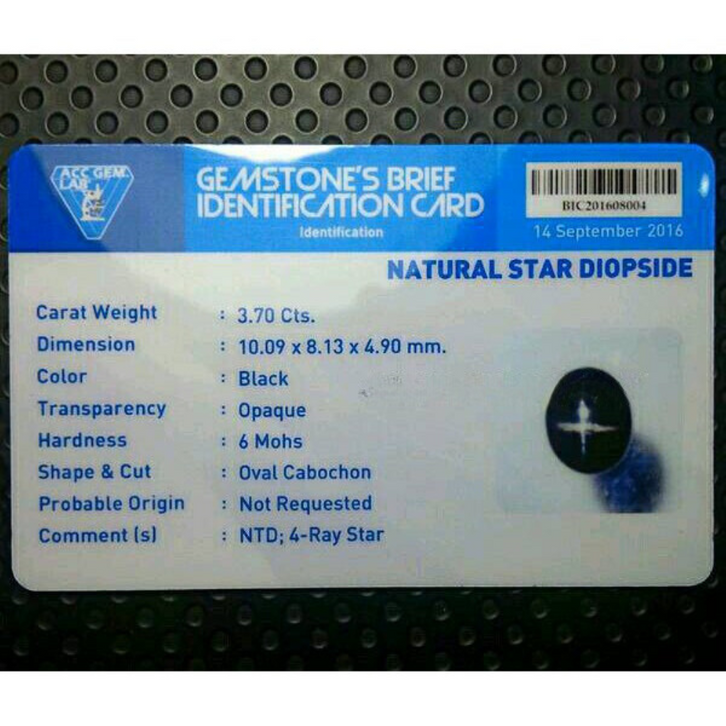 ACC GEM.
LAB
GEMSTONE'S BRIEF
IDENTIFICATION CARD
Identification
BIC201608004
14 September 2016
NATURAL STAR DIOPSIDE
Carat Weight : 3.70 Cts.
Dimension : 10.09 x 8.13 x 4.90 mm.
Color : Black
Transparency : Opaque
Hardness : 6 Mohs
Shape & Cut : Oval Cabochon
Probable Origin : Not Requested
Comment (s) : NTD; 4-Ray Star